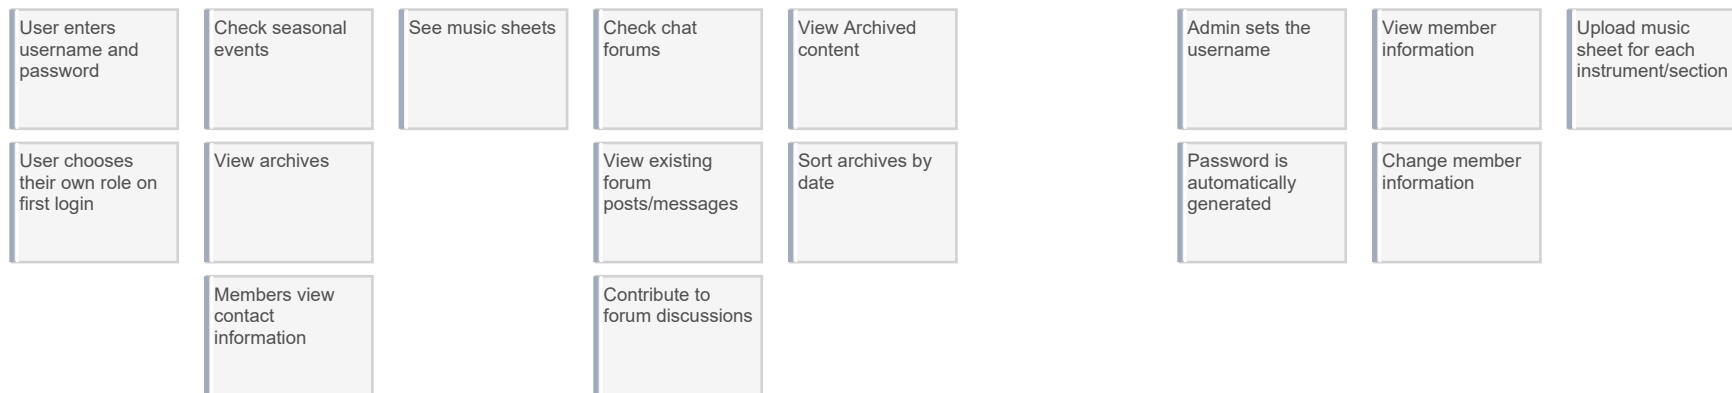 User enters
username and
password
Check seasonal
events
See music sheets
Check chat
forums
View Archived
content
Admin sets the
username
View member
information
Upload music
sheet for each
instrument/section
User chooses
their own role on
first login
View archives
View existing
forum
posts/messages
Sort archives by
date
Password is
automatically
generated
Change member
information
Members view
contact
information
Contribute to
forum discussions